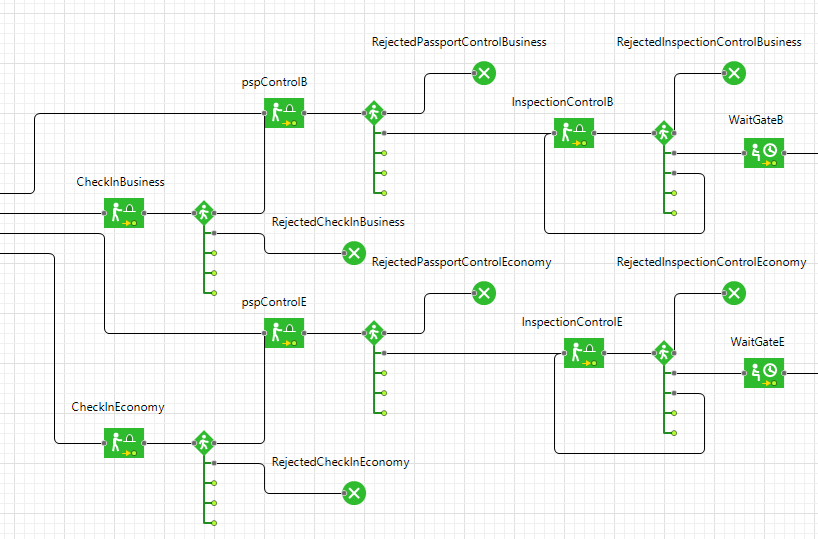 RejectedPassportControlBusiness
RejectedInspectionControlBusiness
pspControlB
InspectionControlB
WaitGateB
CheckInBusiness
RejectedCheckInBusiness
RejectedPassportControlEconomy
RejectedInspectionControlEconomy
pspControlE
InspectionControlE
WaitGateE
CheckInEconomy
RejectedCheckInEconomy